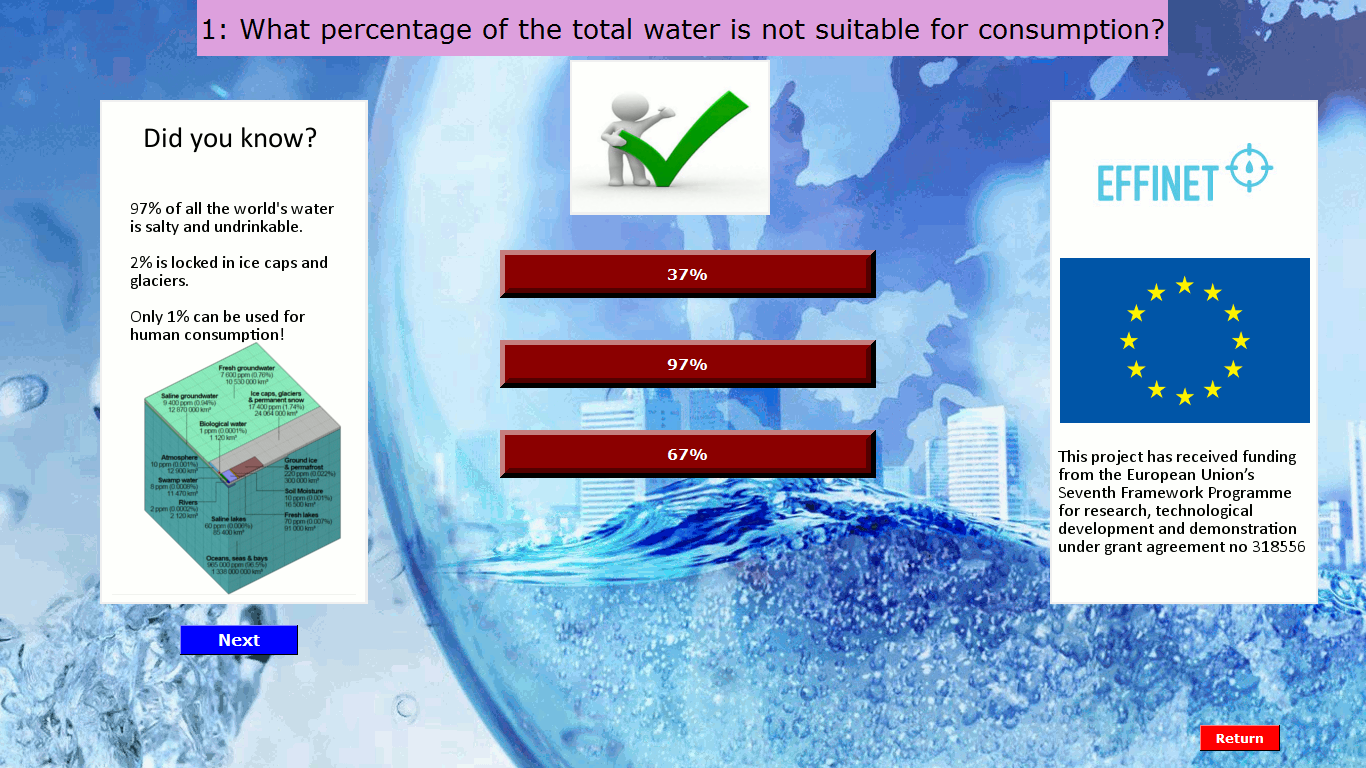 1: What percentage of the total water is not suitable for consumption?
Did you know?
97% of all the world's water
is salty and undrinkable.
2% is locked in ice caps and
glaciers.
Only 1% can be used for
human consumption!
Fresh groundwater
7 600 ppm (0.76%)
10 530 000 km³
Saline groundwater
9 400 ppm (0.94%)
12 870 000 km³
Ice caps, glaciers
& permanent snow
17 400 ppm (1.74%)
24 064 000 km³
Biological water
1 ppm (0.0001%)
1 120 km³
Atmosphere
10 ppm (0.001%)
12 900 km³
Swamp water
8 ppm (0.0008%)
11 470 km³
Rivers
2 ppm (0.0002%)
2 120 km³
Ground ice
& permafrost
220 ppm (0.022%)
300 000 km³
Soil Moisture
10 ppm (0.001%)
16 500 km³
Fresh lakes
70 ppm (0.007%)
91 000 km³
Saline lakes
60 ppm (0.006%)
85 400 km³
Oceans, seas & bays
965 000 ppm (96.5%)
1 338 000 000 km³
Next
37%
97%
67%
EFFINET
This project has received funding
from the European Union’s
Seventh Framework Programme
for research, technological
development and demonstration
under grant agreement no 318556
Return